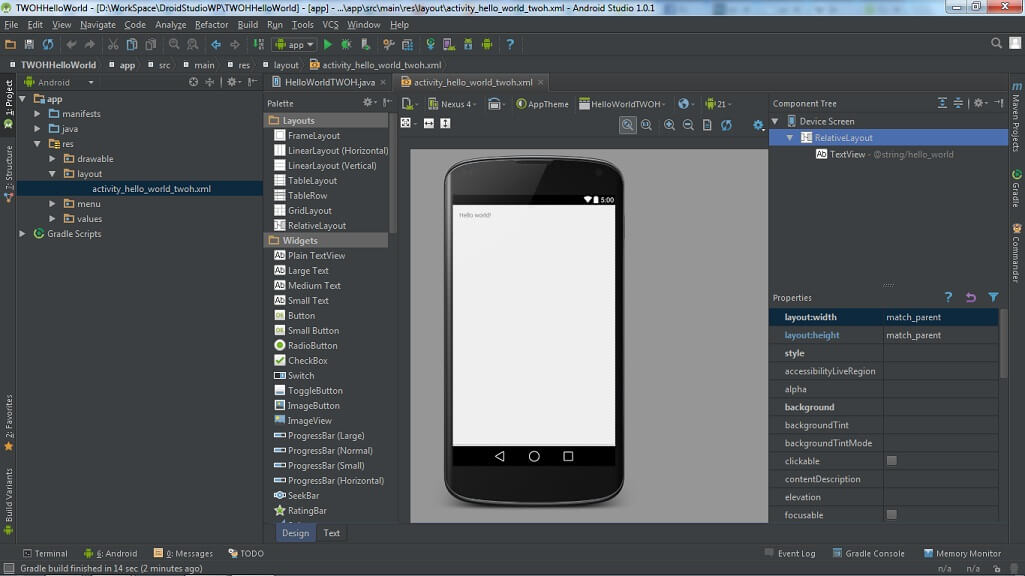 TWOHHelloWorld - [D:\WorkSpace\DroidStudioWP\TWOHHelloWorld] - [app] - ...\app\src\main\res\layout\activity_hello_world_twoh.xml - Android Studio 1.0.1
File Edit View Navigate Code Analyze Refactor Build Run Tools VCS Window Help
app
TWOHHelloWorld app src main res layout activity_hello_world_twoh.xml
1: Project
7: Structure
2: Favorites
Build Variants
Android
app
manifests
java
res
drawable
layout
activity_hello_world_twoh.xml
menu
values
Gradle Scripts
HelloWorldTWOH.java
activity_hello_world_twoh.xml
Palette
Layouts
FrameLayout
LinearLayout (Horizontal)
LinearLayout (Vertical)
TableLayout
TableRow
GridLayout
RelativeLayout
Widgets
Plain TextView
Large Text
Medium Text
Small Text
Button
Small Button
RadioButton
CheckBox
Switch
ToggleButton
ImageButton
ImageView
ProgressBar (Large)
ProgressBar (Normal)
ProgressBar (Small)
ProgressBar (Horizontal)
SeekBar
RatingBar
Nexus 4 AppTheme HelloWorldTWOH 21
5:00
Hello world!
Design Text
Component Tree
Device Screen
RelativeLayout
Ab TextView - @string/hello_world
Properties
layout:width match_parent
layout:height match_parent
style
accessibilityLiveRegion
alpha
background
backgroundTint
backgroundTintMode
clickable
contentDescription
elevation
focusable
Maven Projects
Gradle
Commander
Terminal 6: Android 0: Messages TODO Event Log Gradle Console Memory Monitor
Gradle build finished in 14 sec (2 minutes ago) n/a n/a